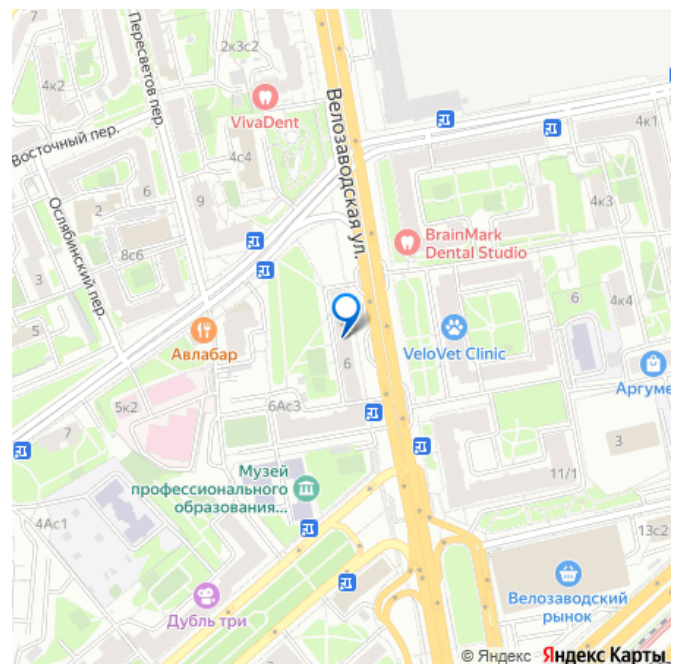 2к3с2
4к2
Пересветов пер.
VivaDent
Велозаводская ул.
4к1
Восточный пер.
4с4
6
9
4к3
2
Ослябинский пер.
8с6
BrainMark
Dental Studio
3
6
4к4
5
Авлабар
VeloVet Clinic
6
Аргуме
5к2
6Ас3
7
3
Музей
профессионального
образования...
11/1
4Ас1
13с2
Дубль три
Велозаводский
рынок
© Яндекс Яндекс Карты